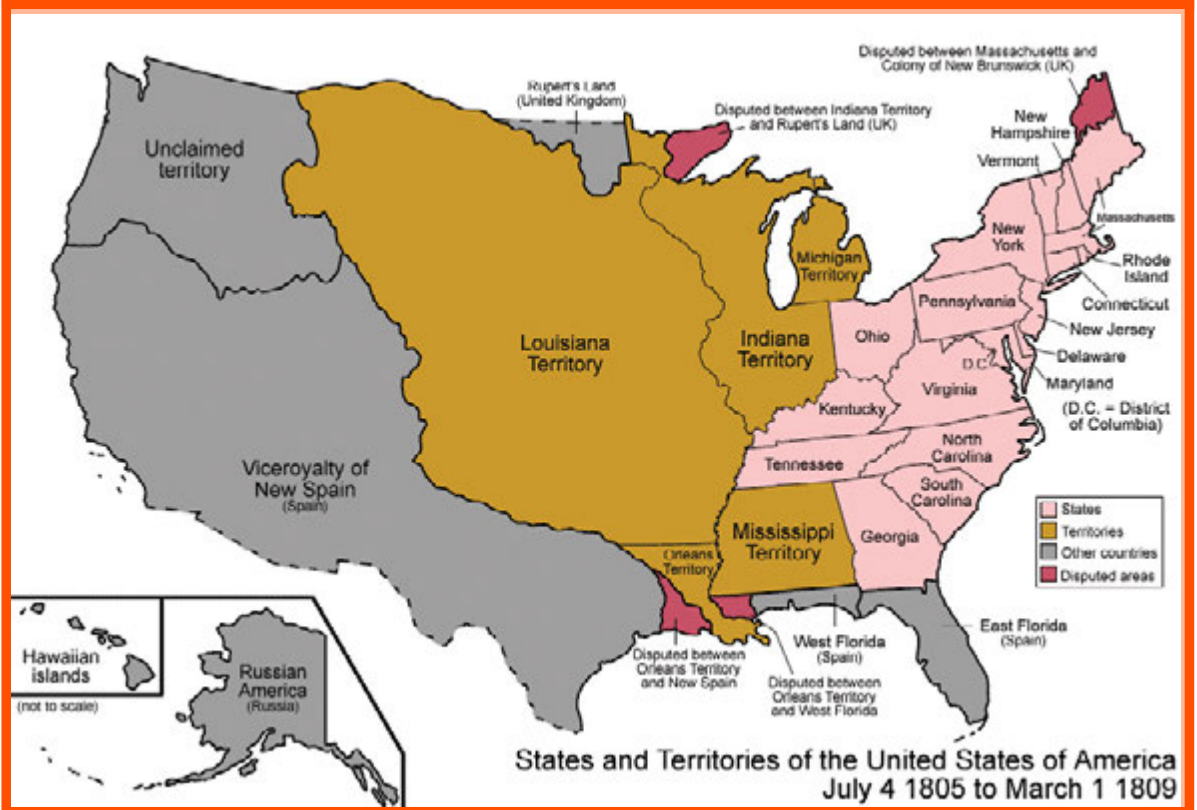 Disputed between Massachusetts and
Colony of New Brunswick (UK)
Rupert's Land
(United Kingdom)
Disputed between Indiana Territory
and Rupert's Land (UK)
New
Hampshire
Vermont
Unclaimed
territory
Massachusetts
New
York
Michigan
Territory
Rhode
Island
Pennsylvania
Connecticut
New Jersey
Louisiana
Territory
Indiana
Territory
Ohio
Delaware
D.C.
Maryland
Virginia
(D.C. = District
of Columbia)
Kentucky
North
Carolina
Tennessee
Viceroyalty of
New Spain
(Spain)
South
Carolina
States
Territories
Other countries
Disputed areas
Mississippi
Territory
Georgia
Orleans
Territory
East Florida
(Spain)
West Florida
(Spain)
Disputed between
Orleans Territory
and New Spain
Disputed between
Orleans Territory
and West Florida
Hawaiian
islands
(not to scale)
Russian
America
(Russia)
States and Territories of the United States of America
July 4 1805 to March 1 1809